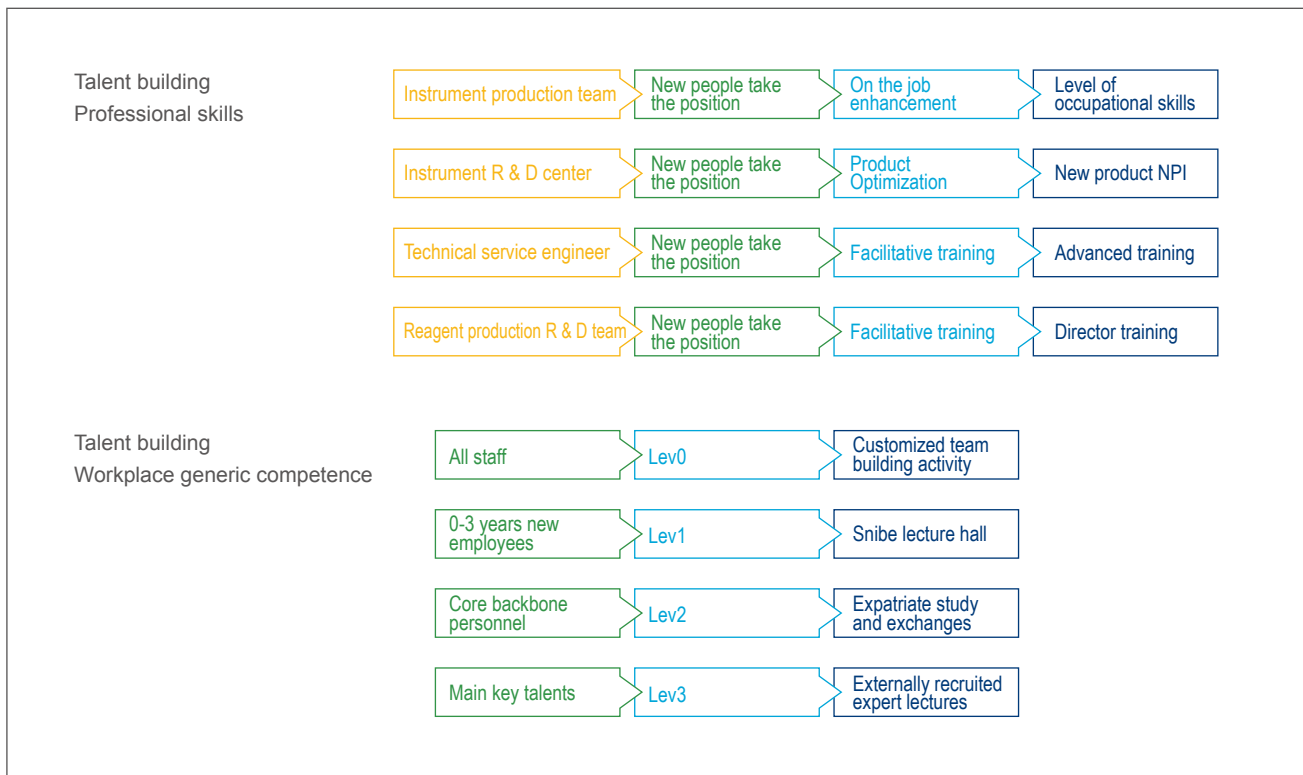 Talent building
Professional skills
Instrument production team
New people take
the position
On the job
enhancement
Level of
occupational skills
Instrument R & D center
New people take
the position
Product
Optimization
New product NPI
Technical service engineer
New people take
the position
Facilitative training
Advanced training
Reagent production R & D team
New people take
the position
Facilitative training
Director training
Talent building
Workplace generic competence
All staff
Lev0
Customized team
building activity
0-3 years new
employees
Lev1
Snibe lecture hall
Core backbone
personnel
Lev2
Expatriate study
and exchanges
Main key talents
Lev3
Externally recruited
expert lectures